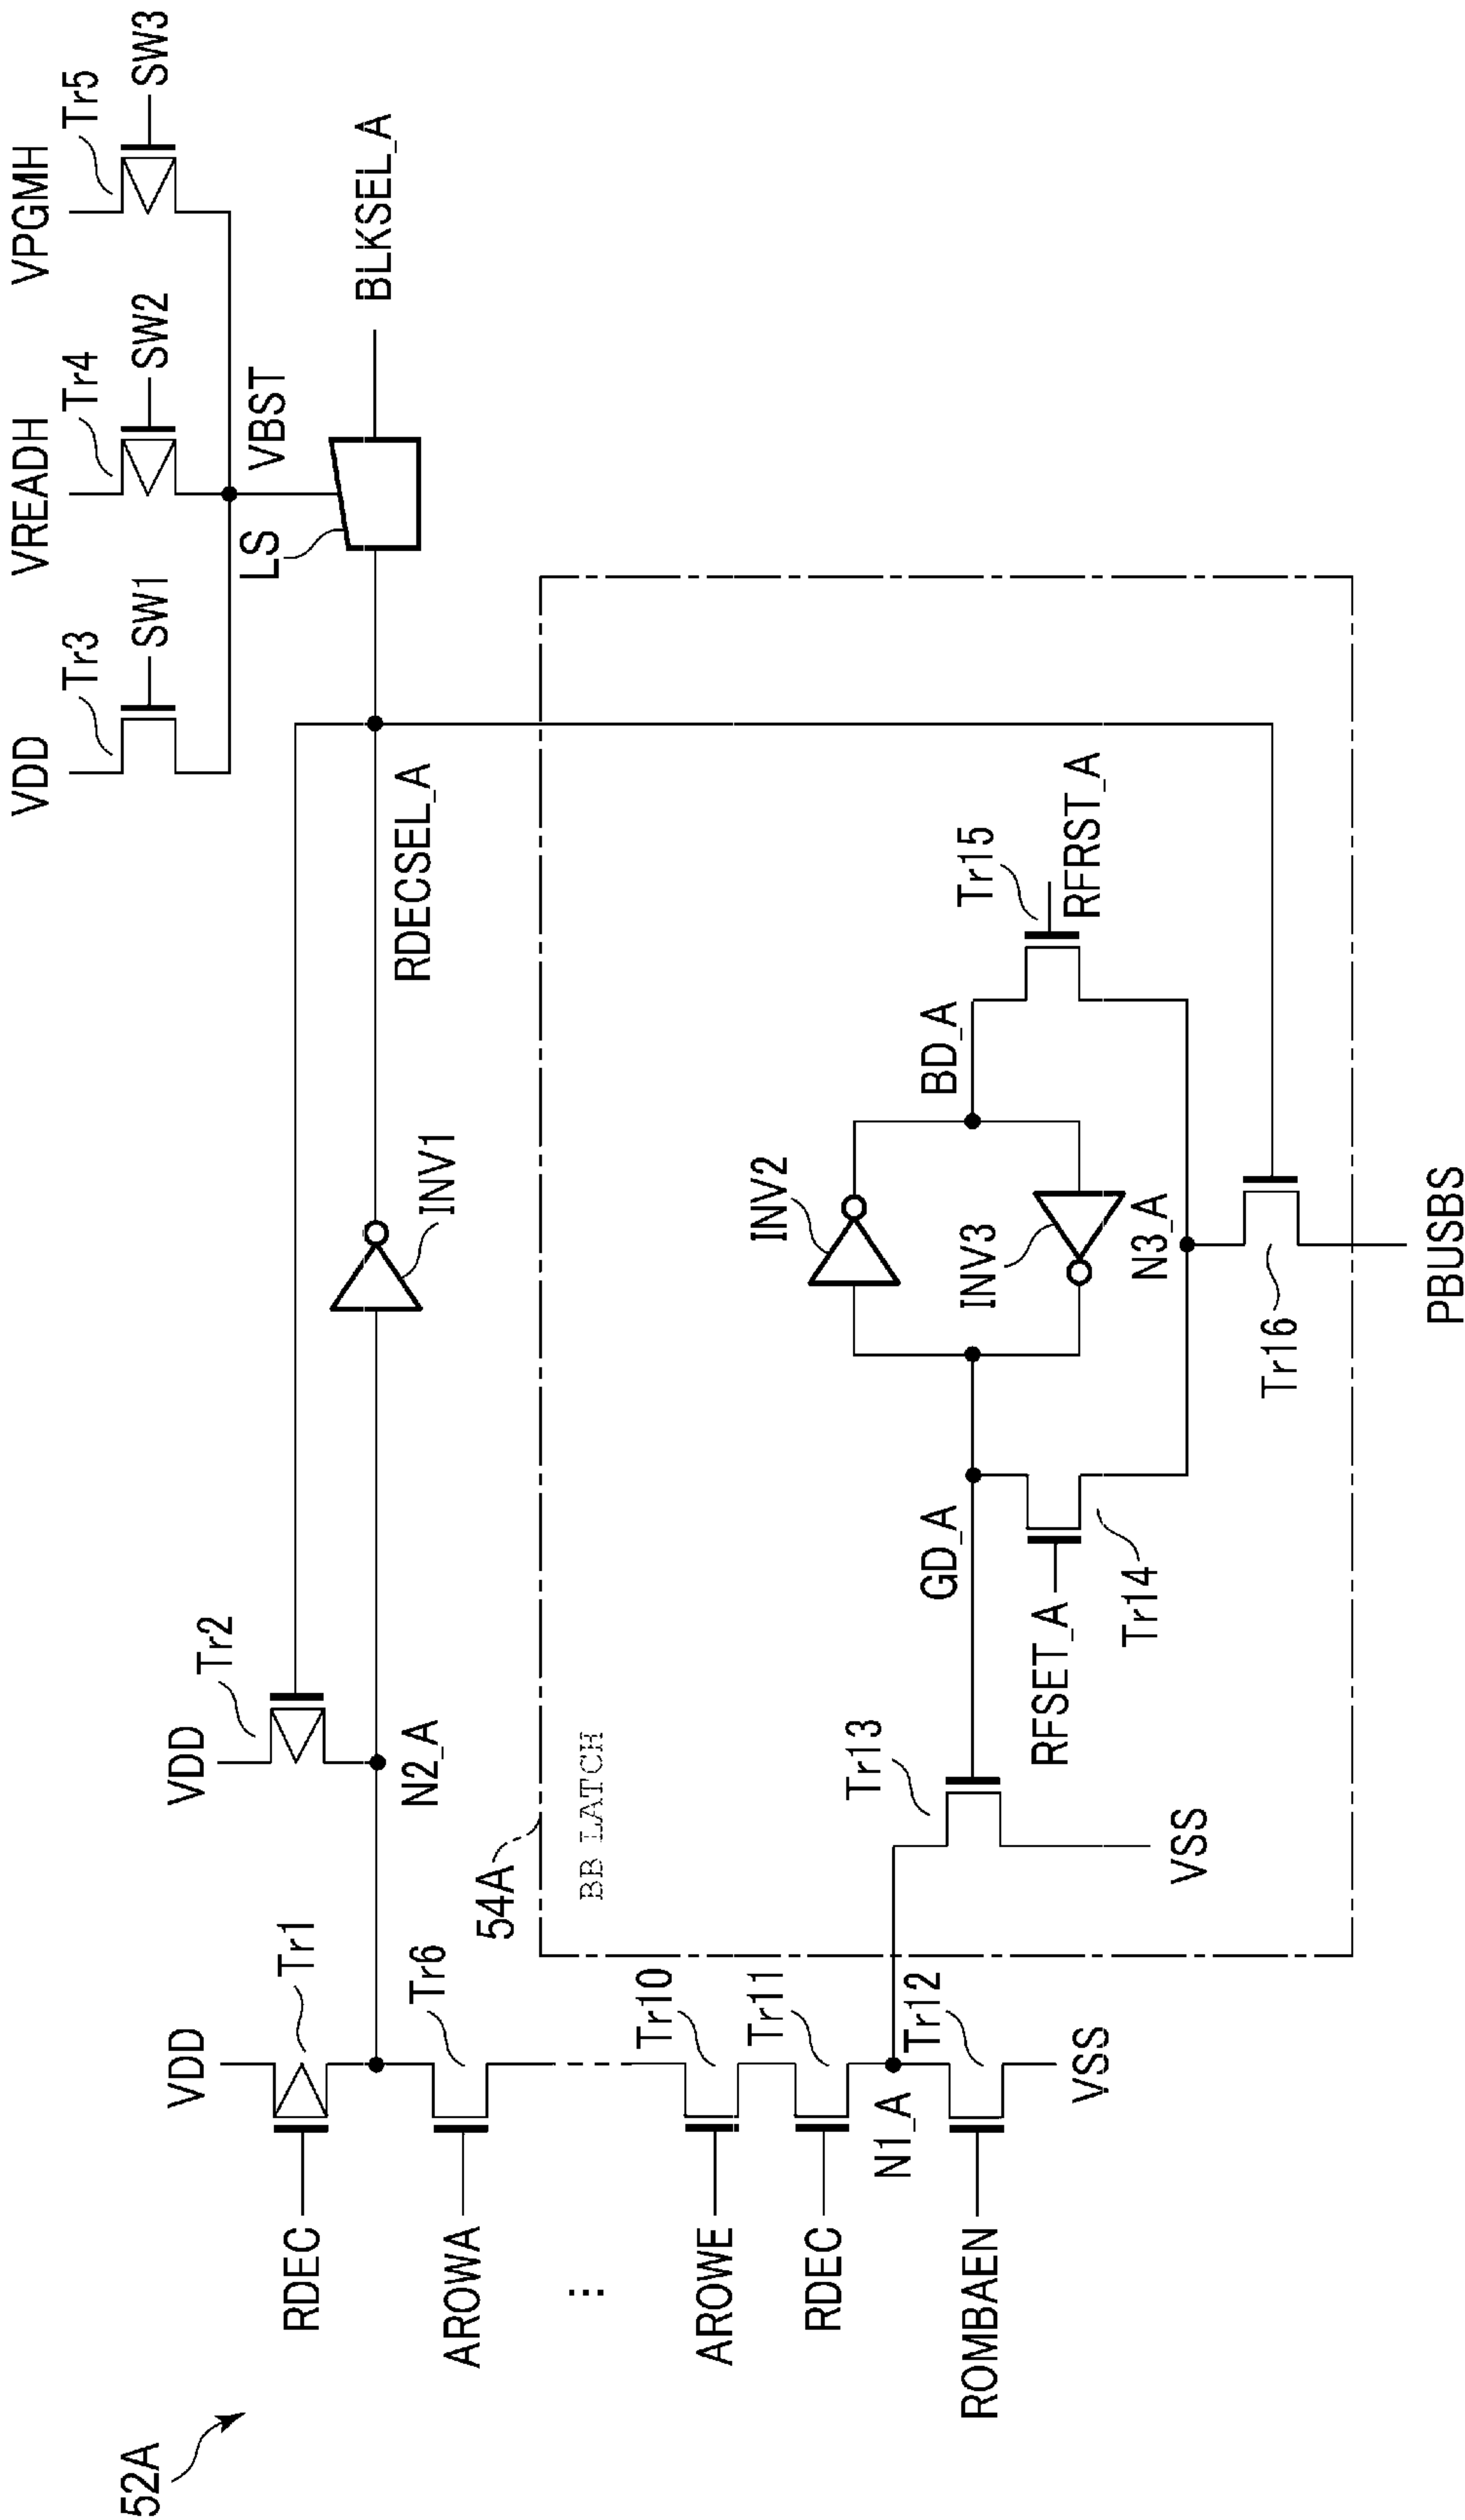 52A
RDEC
AROWA
⋮
AROWE
RDEC
ROMBAEN
VDD
Tr1
Tr6
Tr10
Tr11
N1_A
Tr12
VSS
VDD
Tr2
N2_A
54A
BB LATCH
Tr13
VSS
GD_A
RFSET_A
Tr14
INV1
INV2
INV3
N3_A
Tr16
PBUSBS
BD_A
Tr15
RFRST_A
RDECSEL_A
VDD
Tr3
SW1
LS
VBST
VREADH
Tr4
SW2
BLKSEL_A
VPGMH
Tr5
SW3